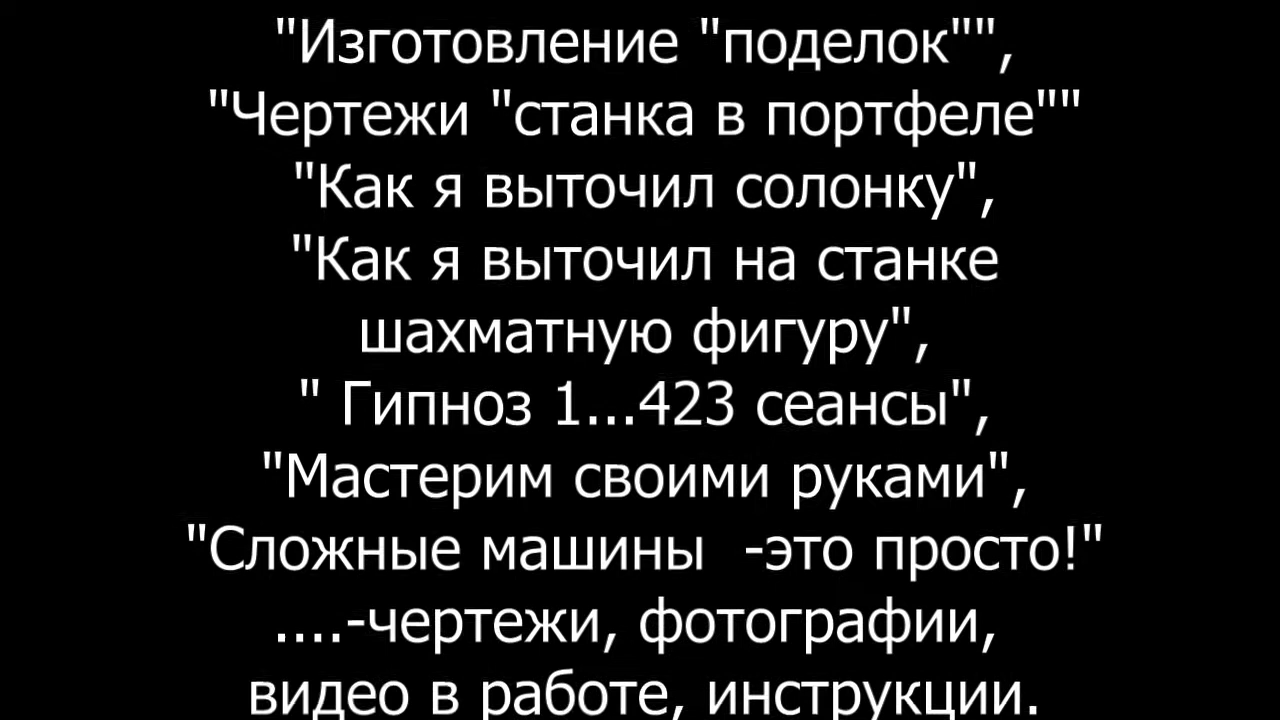 "Изготовление "поделок"",
"Чертежи "станка в портфеле""
"Как я выточил солонку",
"Как я выточил на станке
шахматную фигуру",
" Гипноз 1...423 сеансы",
"Мастерим своими руками",
"Сложные машины  -это просто!"
....-чертежи, фотографии,
видео в работе, инструкции.